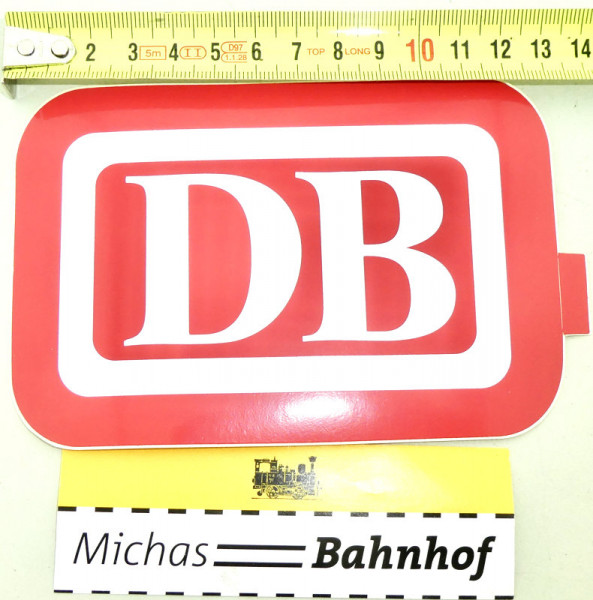 2 3 5m 4 II 5 D97 1.1.26 6 7 TOP 8 LONG 9 10 11 12 13 14
DB
Michas Bahnhof